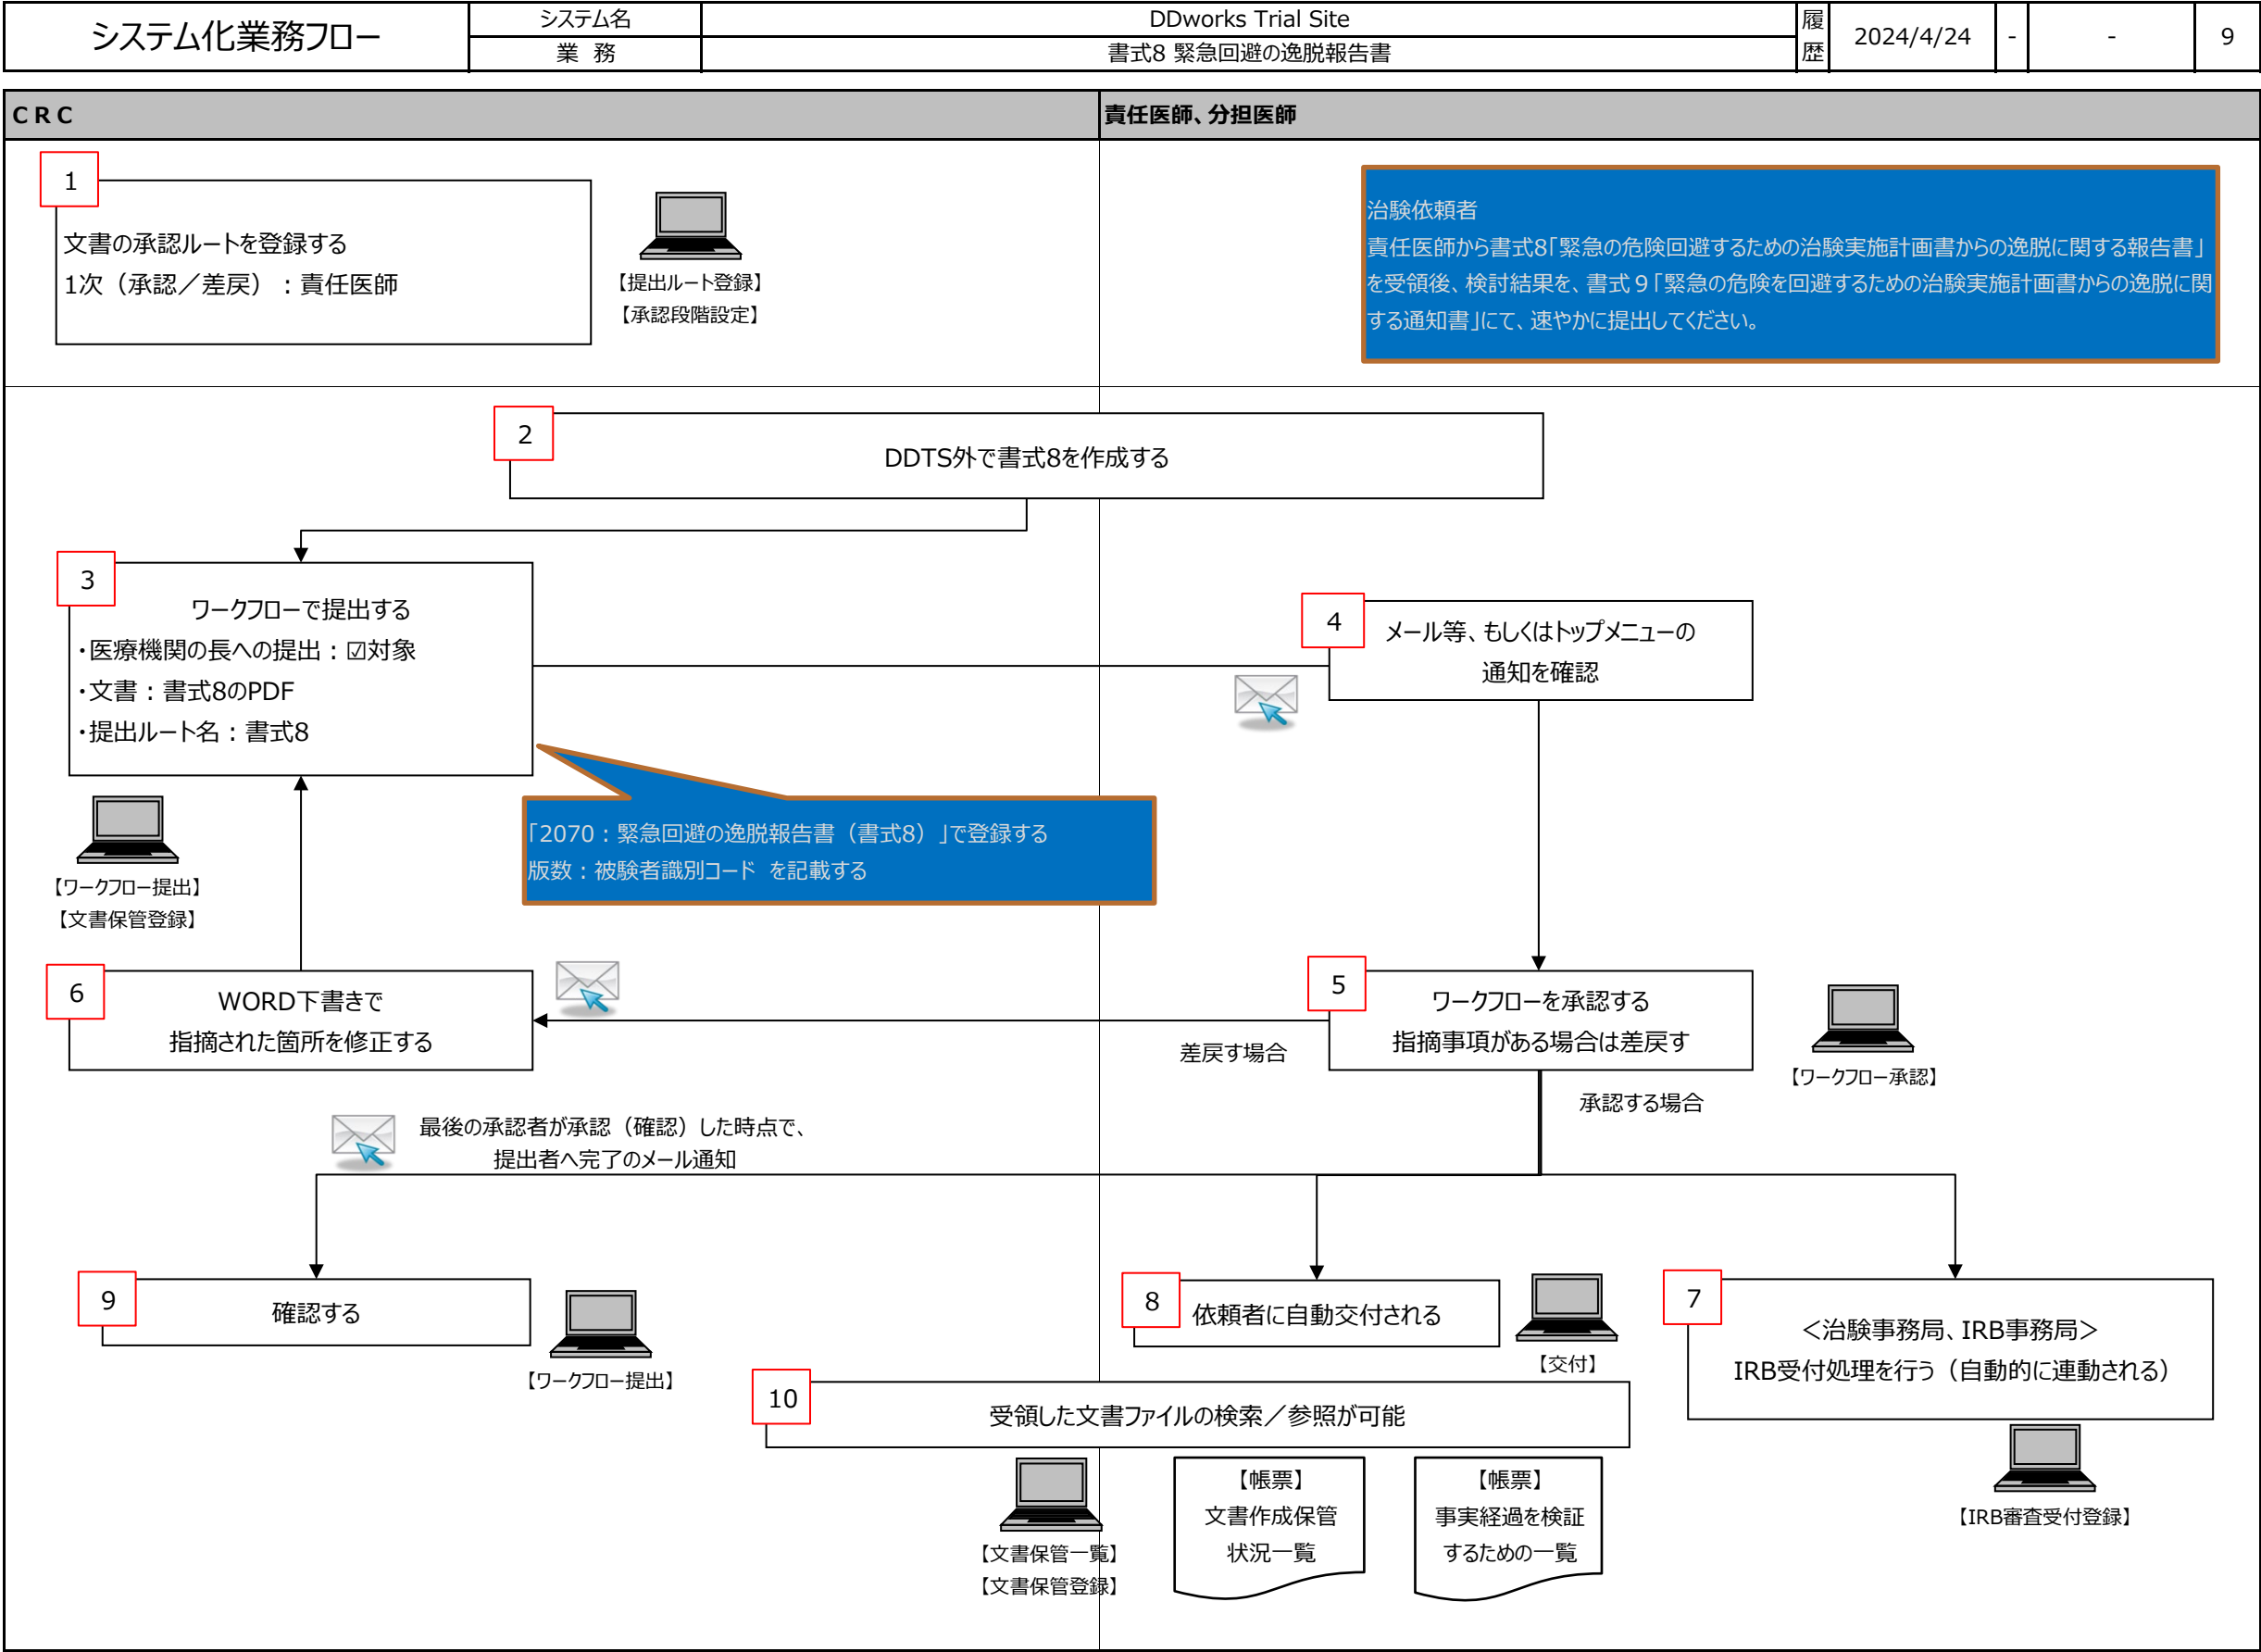 システム化業務フロー
システム名
DDworks Trial Site
履歴
2024/4/24
-
-
9
業 務
書式8 緊急回避の逸脱報告書
CRC
責任医師、分担医師
1
文書の承認ルートを登録する
1次（承認／差戻）：責任医師
【提出ルート登録】
【承認段階設定】
治験依頼者
責任医師から書式8「緊急の危険回避するための治験実施計画書からの逸脱に関する報告書」
を受領後、検討結果を、書式９「緊急の危険を回避するための治験実施計画書からの逸脱に関
する通知書」にて、速やかに提出してください。
2
DDTS外で書式8を作成する
3
ワークフローで提出する
・医療機関の長への提出：☑対象
・文書：書式8のPDF
・提出ルート名：書式8
4
メール等、もしくはトップメニューの
通知を確認
「2070：緊急回避の逸脱報告書（書式8）」で登録する
版数：被験者識別コード を記載する
【ワークフロー提出】
【文書保管登録】
6
WORD下書きで
指摘された箇所を修正する
5
ワークフローを承認する
指摘事項がある場合は差戻す
差戻す場合
【ワークフロー承認】
承認する場合
最後の承認者が承認（確認）した時点で、
提出者へ完了のメール通知
9
確認する
【ワークフロー提出】
8
依頼者に自動交付される
【交付】
7
＜治験事務局、IRB事務局＞
IRB受付処理を行う（自動的に連動される）
【IRB審査受付登録】
10
受領した文書ファイルの検索／参照が可能
【文書保管一覧】
【文書保管登録】
【帳票】
文書作成保管
状況一覧
【帳票】
事実経過を検証
するための一覧